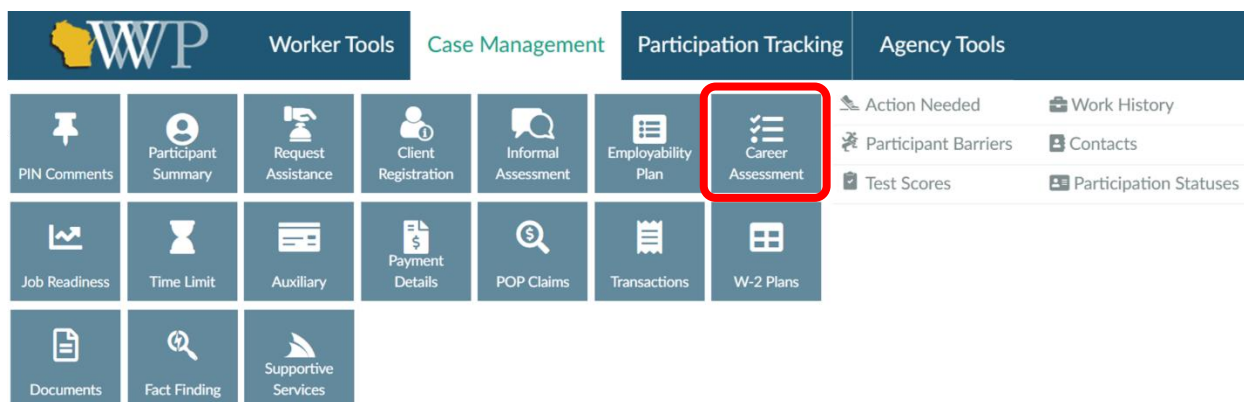 WWP
Worker Tools
Case Management
Participation Tracking
Agency Tools
PIN Comments
Participant
Summary
Request
Assistance
Client
Registration
Informal
Assessment
Employability
Plan
Career
Assessment
Action Needed
Work History
Participant Barriers
Contacts
Test Scores
Participation Statuses
Job Readiness
Time Limit
Auxiliary
Payment
Details
POP Claims
Transactions
W-2 Plans
Documents
Fact Finding
Supportive
Services